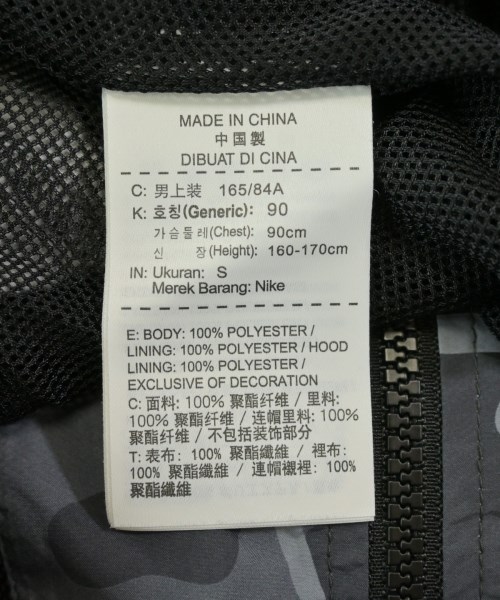 MADE IN CHINA
中国製
DIBUAT DI CINA
C: 男上装 165/84A
K: 호칭(Generic): 90
가슴둘레(Chest): 90cm
신 장(Height): 160-170cm
IN: Ukuran: S
Merek Barang: Nike
E: BODY: 100% POLYESTER /
LINING: 100% POLYESTER / HOOD
LINING: 100% POLYESTER /
EXCLUSIVE OF DECORATION
C: 面料: 100% 聚酯纤维 / 里料:
100% 聚酯纤维 / 连帽里料: 100%
聚酯纤维 / 不包括装饰部分
T: 表布: 100% 聚酯纖維 / 裡布:
100% 聚酯纖維 / 連帽襯裡: 100%
聚酯纖維